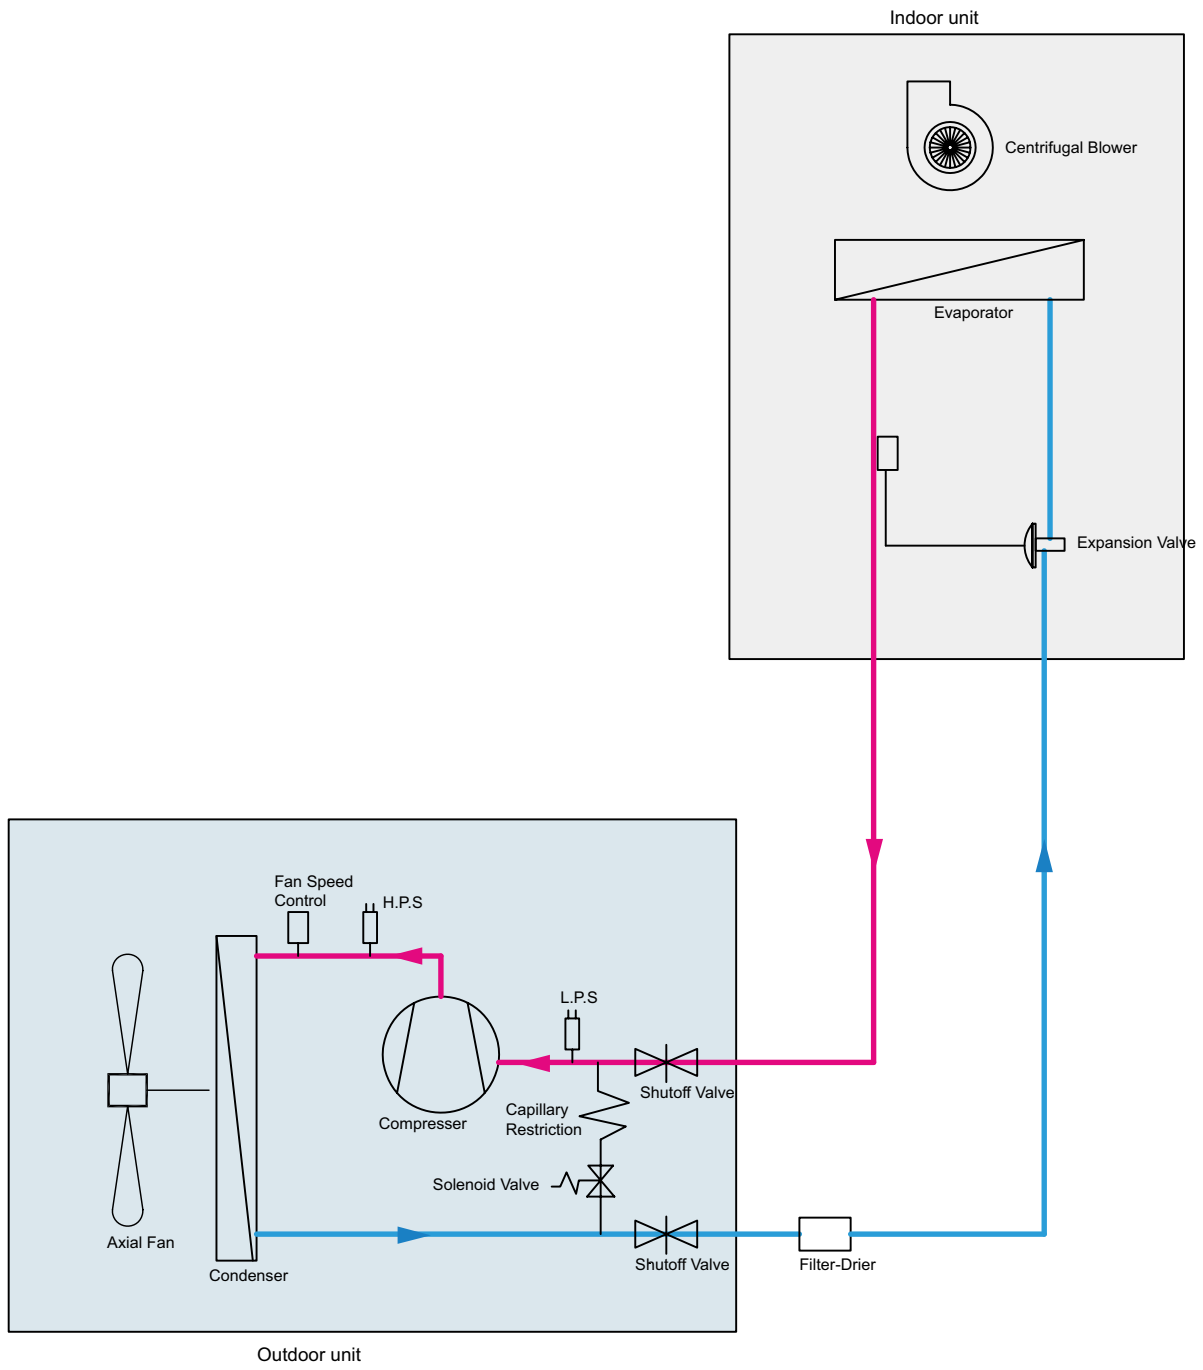 Indoor unit
Centrifugal Blower
Evaporator
Expansion Valve
Fan Speed
Control
H.P.S
L.P.S
Shutoff Valve
Capillary
Restriction
Compresser
Solenoid Valve
Axial Fan
Condenser
Shutoff Valve
Filter-Drier
Outdoor unit